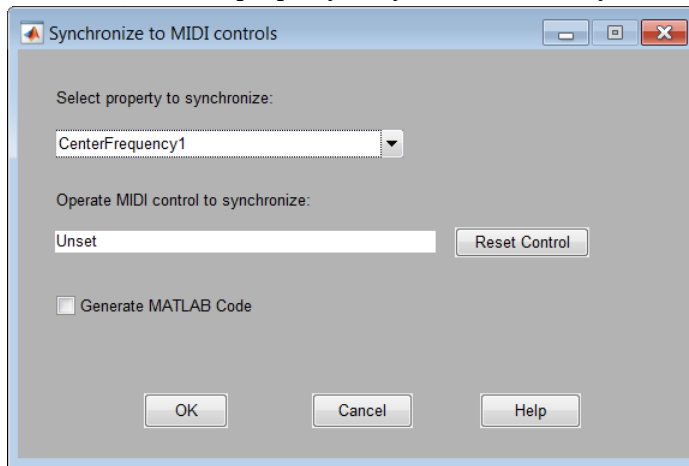 Synchronize to MIDI controls
Select property to synchronize:
CenterFrequency1
Operate MIDI control to synchronize:
Unset
Reset Control
Generate MATLAB Code
OK Cancel Help